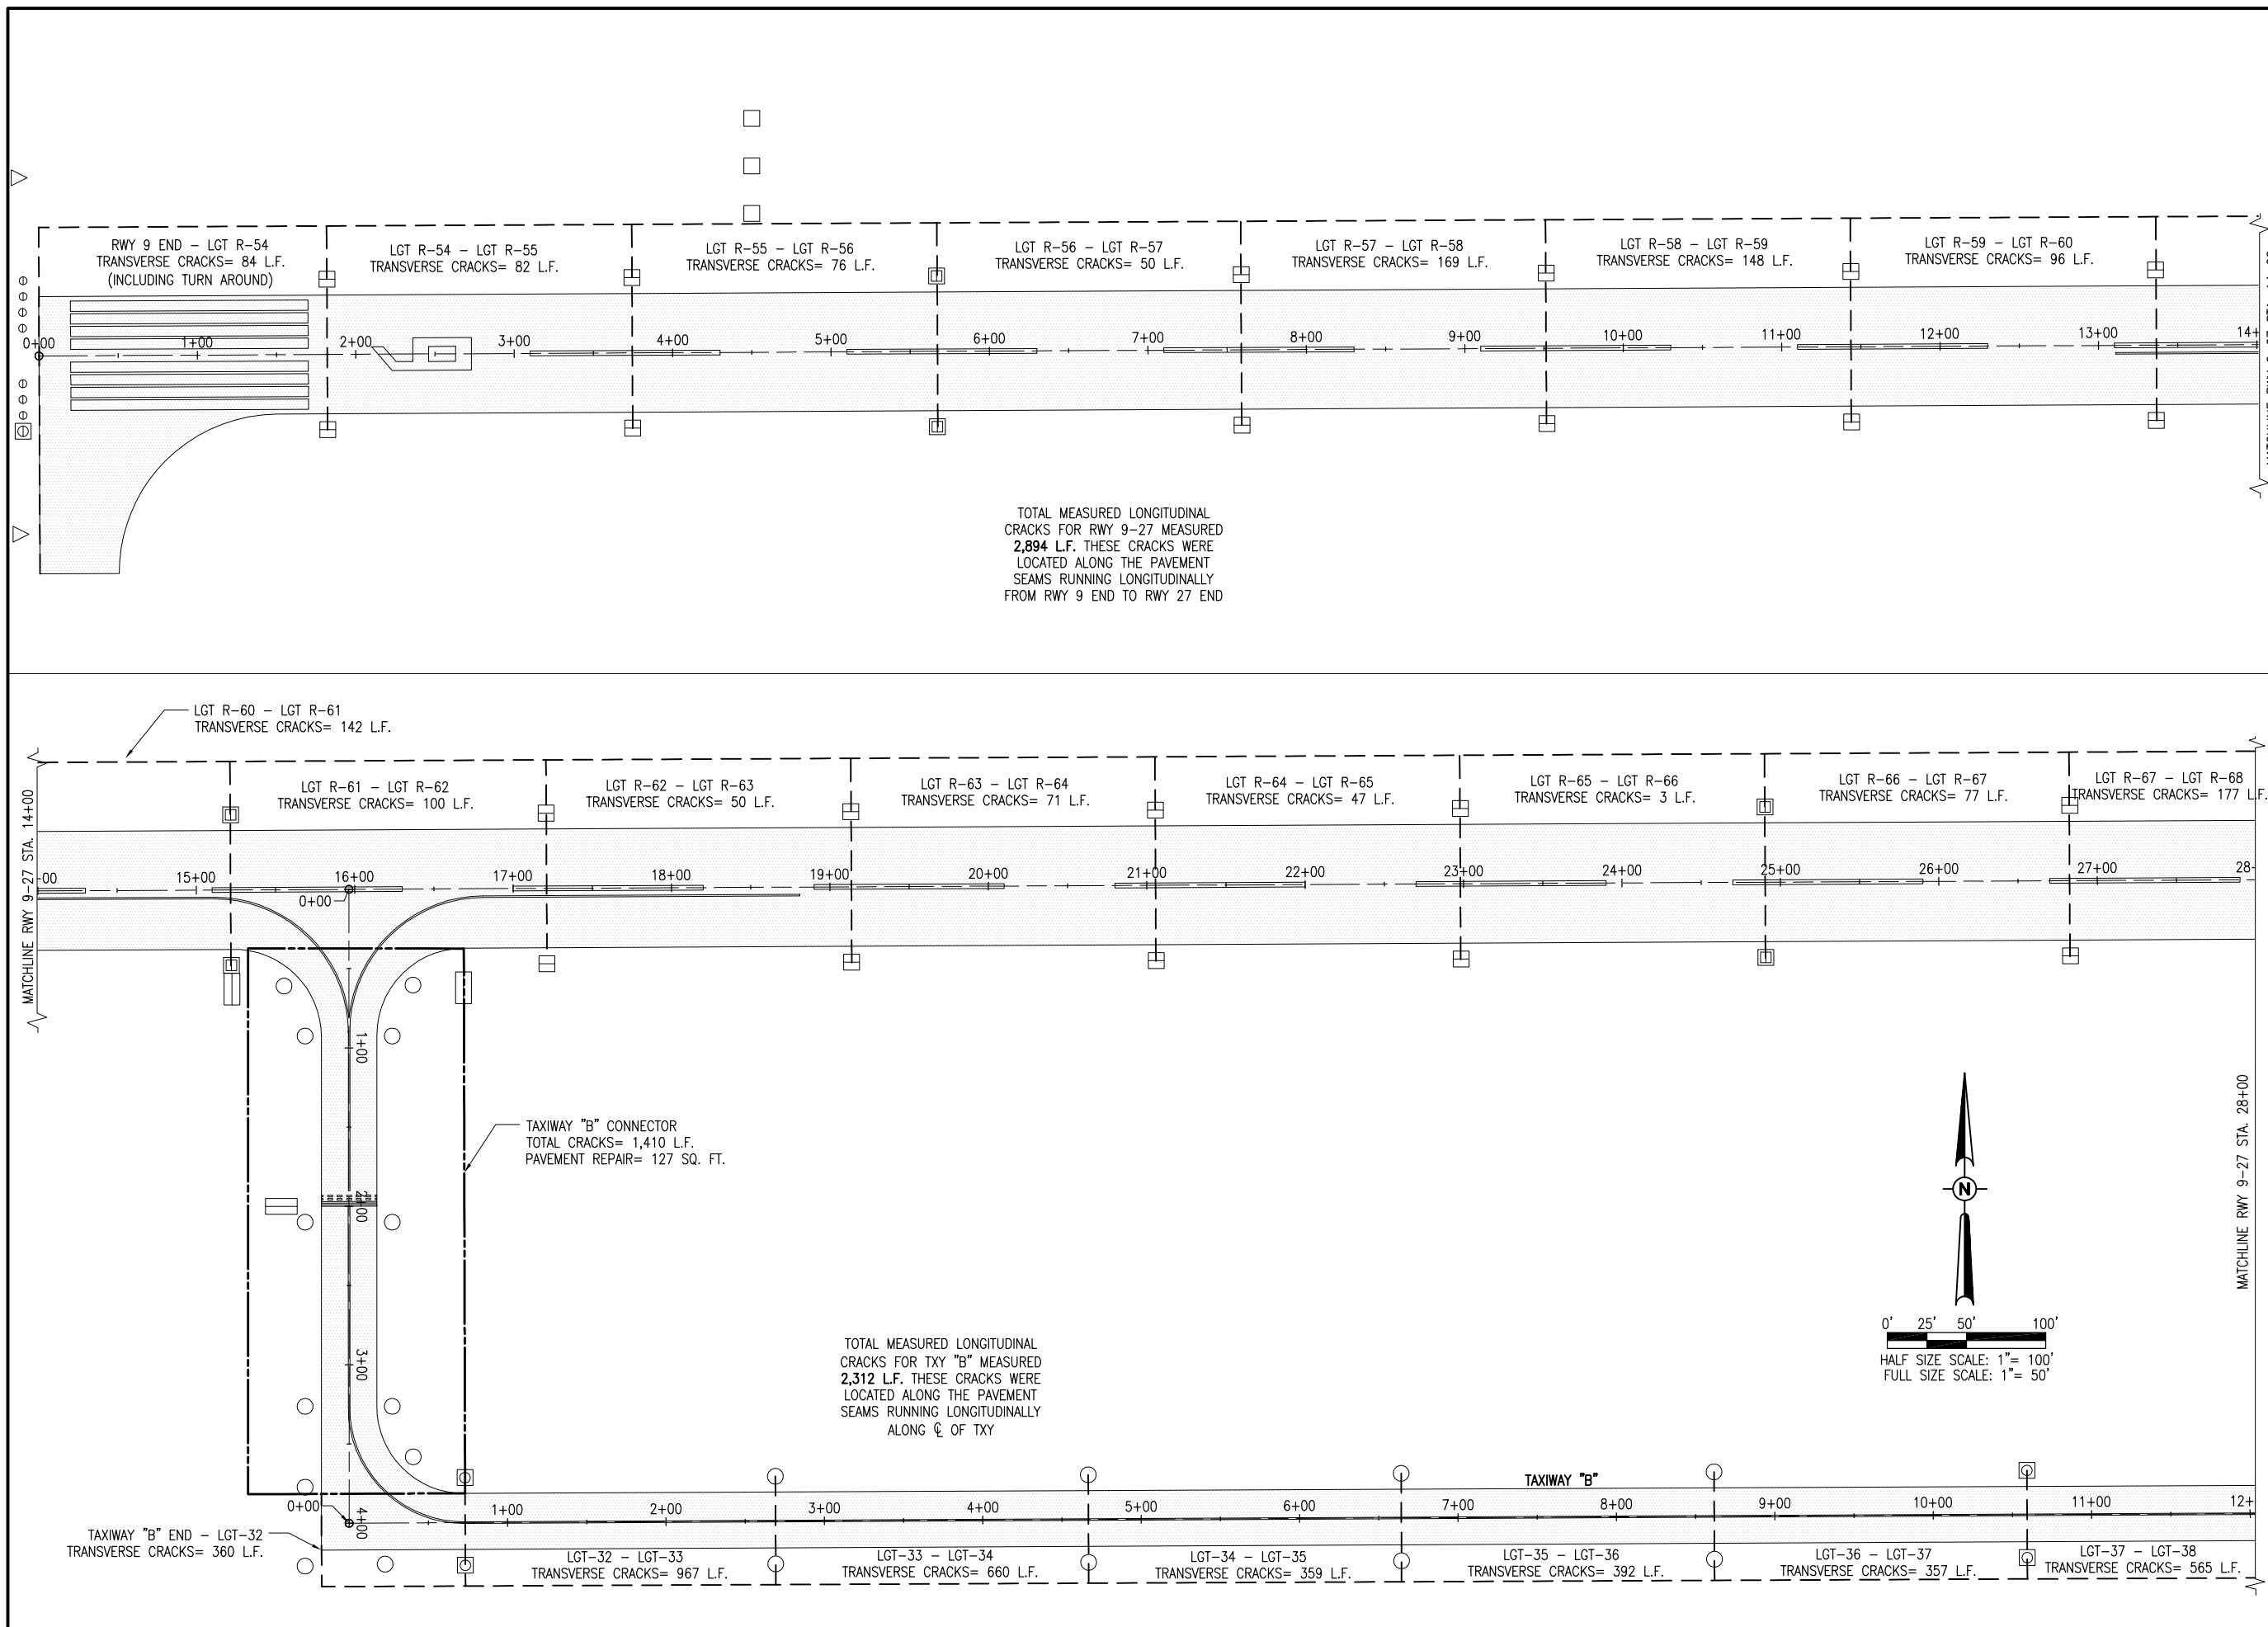 RWY 9 END - LGT R-54
TRANSVERSE CRACKS= 84 L.F.
(INCLUDING TURN AROUND)
LGT R-54 - LGT R-55
TRANSVERSE CRACKS= 82 L.F.
LGT R-55 - LGT R-56
TRANSVERSE CRACKS= 76 L.F.
LGT R-56 - LGT R-57
TRANSVERSE CRACKS= 50 L.F.
LGT R-57 - LGT R-58
TRANSVERSE CRACKS= 169 L.F.
LGT R-58 - LGT R-59
TRANSVERSE CRACKS= 148 L.F.
LGT R-59 - LGT R-60
TRANSVERSE CRACKS= 96 L.F.
0+00
1+00
2+00
3+00
4+00
5+00
6+00
7+00
8+00
9+00
10+00
11+00
12+00
13+00
14+
TOTAL MEASURED LONGITUDINAL
CRACKS FOR RWY 9-27 MEASURED
2,894 L.F. THESE CRACKS WERE
LOCATED ALONG THE PAVEMENT
SEAMS RUNNING LONGITUDINALLY
FROM RWY 9 END TO RWY 27 END
LGT R-60 - LGT R-61
TRANSVERSE CRACKS= 142 L.F.
MATCHLINE RWY 9-27 STA. 14+00
LGT R-61 - LGT R-62
TRANSVERSE CRACKS= 100 L.F.
LGT R-62 - LGT R-63
TRANSVERSE CRACKS= 50 L.F.
LGT R-63 - LGT R-64
TRANSVERSE CRACKS= 71 L.F.
LGT R-64 - LGT R-65
TRANSVERSE CRACKS= 47 L.F.
LGT R-65 - LGT R-66
TRANSVERSE CRACKS= 3 L.F.
LGT R-66 - LGT R-67
TRANSVERSE CRACKS= 77 L.F.
LGT R-67 - LGT R-68
TRANSVERSE CRACKS= 177 L.F.
-00
15+00
16+00
17+00
18+00
19+00
20+00
21+00
22+00
23+00
24+00
25+00
26+00
27+00
28-
0+00
1+00
2+00
3+00
4+00
TAXIWAY "B" CONNECTOR
TOTAL CRACKS= 1,410 L.F.
PAVEMENT REPAIR= 127 SQ. FT.
N
0' 25' 50' 100'
HALF SIZE SCALE: 1"= 100'
FULL SIZE SCALE: 1"= 50'
MATCHLINE RWY 9-27 STA. 28+00
TOTAL MEASURED LONGITUDINAL
CRACKS FOR TXY "B" MEASURED
2,312 L.F. THESE CRACKS WERE
LOCATED ALONG THE PAVEMENT
SEAMS RUNNING LONGITUDINALLY
ALONG ℄ OF TXY
TAXIWAY "B"
0+00
1+00
2+00
3+00
4+00
5+00
6+00
7+00
8+00
9+00
10+00
11+00
12+
TAXIWAY "B" END - LGT-32
TRANSVERSE CRACKS= 360 L.F.
LGT-32 - LGT-33
TRANSVERSE CRACKS= 967 L.F.
LGT-33 - LGT-34
TRANSVERSE CRACKS= 660 L.F.
LGT-34 - LGT-35
TRANSVERSE CRACKS= 359 L.F.
LGT-35 - LGT-36
TRANSVERSE CRACKS= 392 L.F.
LGT-36 - LGT-37
TRANSVERSE CRACKS= 357 L.F.
LGT-37 - LGT-38
TRANSVERSE CRACKS= 565 L.F.